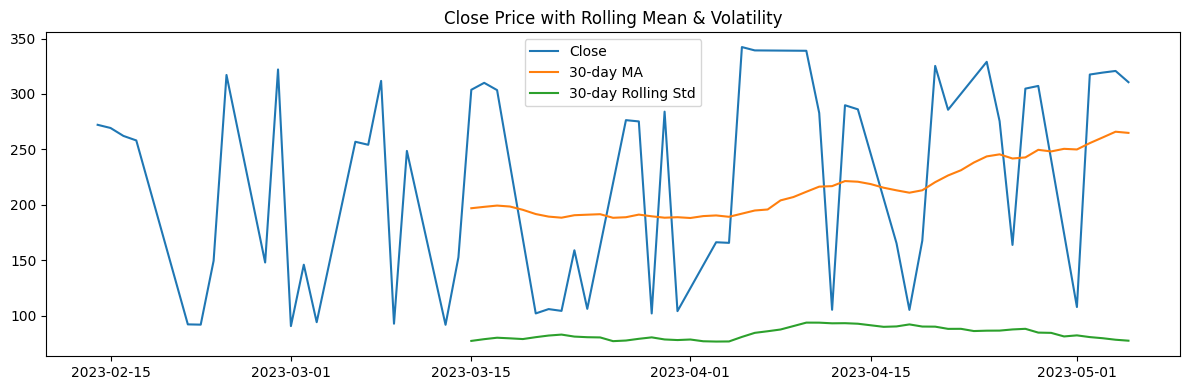 Close Price with Rolling Mean & Volatility
Close
30-day MA
30-day Rolling Std
350
300
250
200
150
100
2023-02-15 2023-03-01 2023-03-15 2023-04-01 2023-04-15 2023-05-01